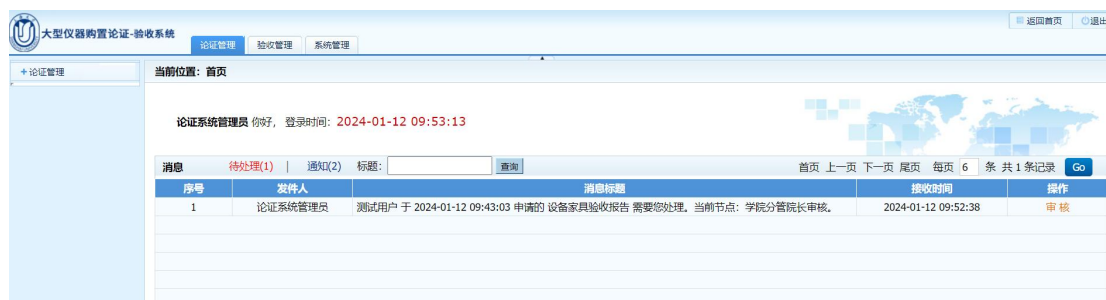 返回首页 退出
大型仪器购置论证-验收系统
论证管理 验收管理 系统管理
+论证管理
当前位置：首页
论证系统管理员 你好，登录时间：2024-01-12 09:53:13
消息 待处理(1) | 通知(2) 标题： 查询 首页 上一页 下一页 尾页 每页 6 条 共1条记录 Go
序号 发件人 消息标题 接收时间 操作
1 论证系统管理员 测试用户 于 2024-01-12 09:43:03 申请的 设备家具验收报告 需要您处理。当前节点：学院分管院长审核。 2024-01-12 09:52:38 审 核